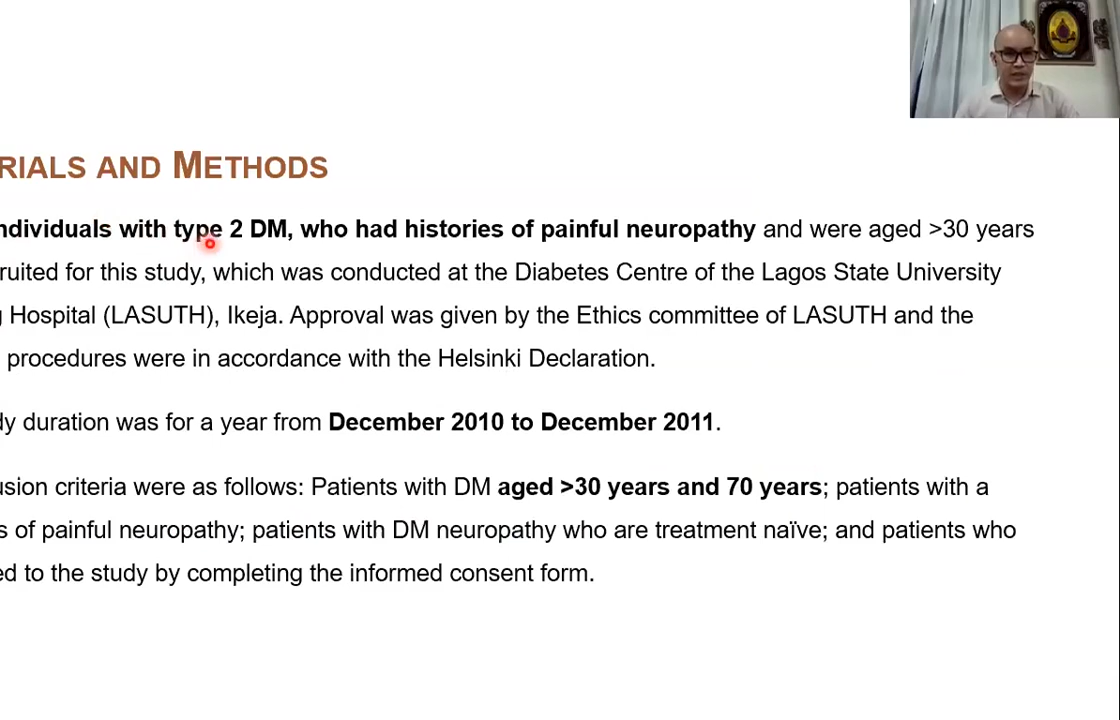 RIALS AND METHODS
ndividuals with type 2 DM, who had histories of painful neuropathy and were aged >30 years
ruited for this study, which was conducted at the Diabetes Centre of the Lagos State University
g Hospital (LASUTH), Ikeja. Approval was given by the Ethics committee of LASUTH and the
procedures were in accordance with the Helsinki Declaration.
dy duration was for a year from December 2010 to December 2011.
usion criteria were as follows: Patients with DM aged >30 years and 70 years; patients with a
s of painful neuropathy; patients with DM neuropathy who are treatment naïve; and patients who
ed to the study by completing the informed consent form.